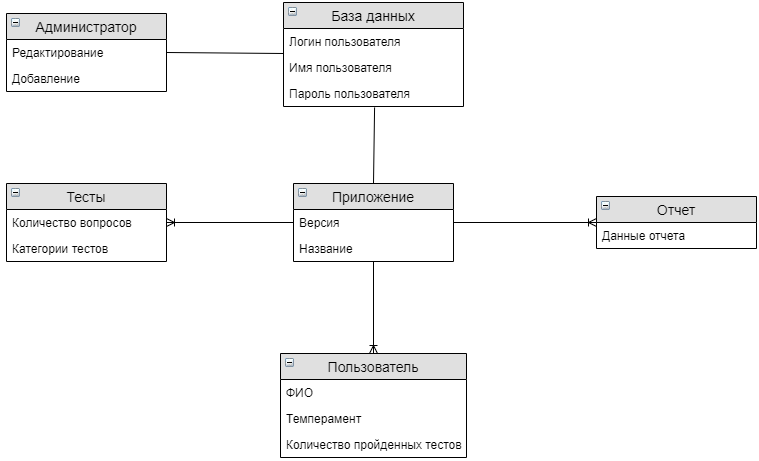 Администратор
Редактирование
Добавление
База данных
Логин пользователя
Имя пользователя
Пароль пользователя
Тесты
Количество вопросов
Категории тестов
Приложение
Версия
Название
Отчет
Данные отчета
Пользователь
ФИО
Темперамент
Количество пройденных тестов